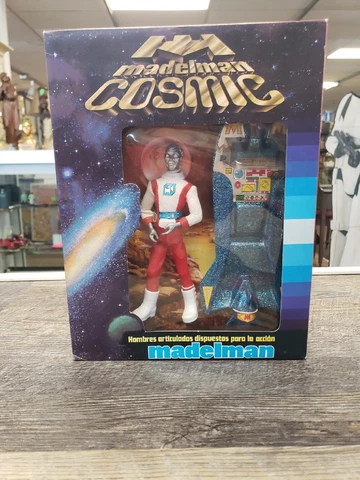 madelman
COSMIC
Hombres articulados dispuestos para la acción
madelman